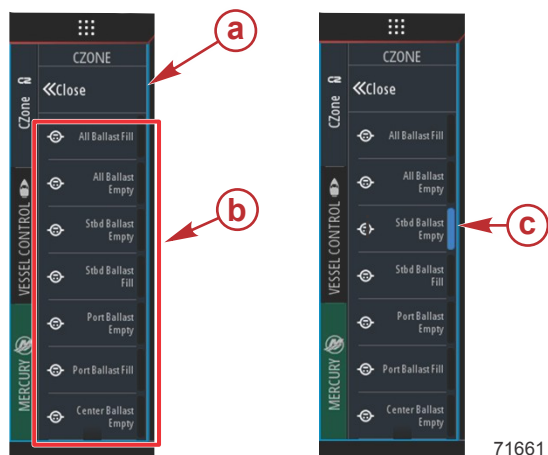 CZONE
«Close
All Ballast Fill
All Ballast
Empty
Stbd Ballast
Empty
Stbd Ballast
Fill
Port Ballast
Empty
Port Ballast Fill
Center Ballast
Empty
CZone
VESSEL CONTROL
MERCURY
a
b
CZONE
«Close
All Ballast Fill
All Ballast
Empty
Stbd Ballast
Empty
Stbd Ballast
Fill
Port Ballast
Empty
Port Ballast Fill
Center Ballast
Empty
CZone
VESSEL CONTROL
MERCURY
c
71661